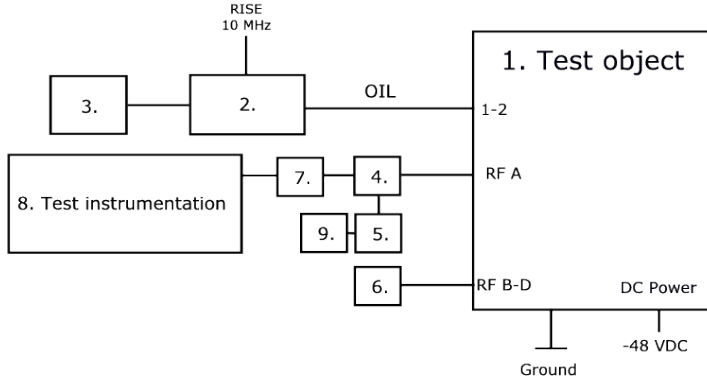 RISE
10 MHz
1. Test object
3.
2.
OIL
1-2
8. Test instrumentation
7.
4.
RF A
9.
5.
6.
RF B-D
DC Power
-48 VDC
Ground